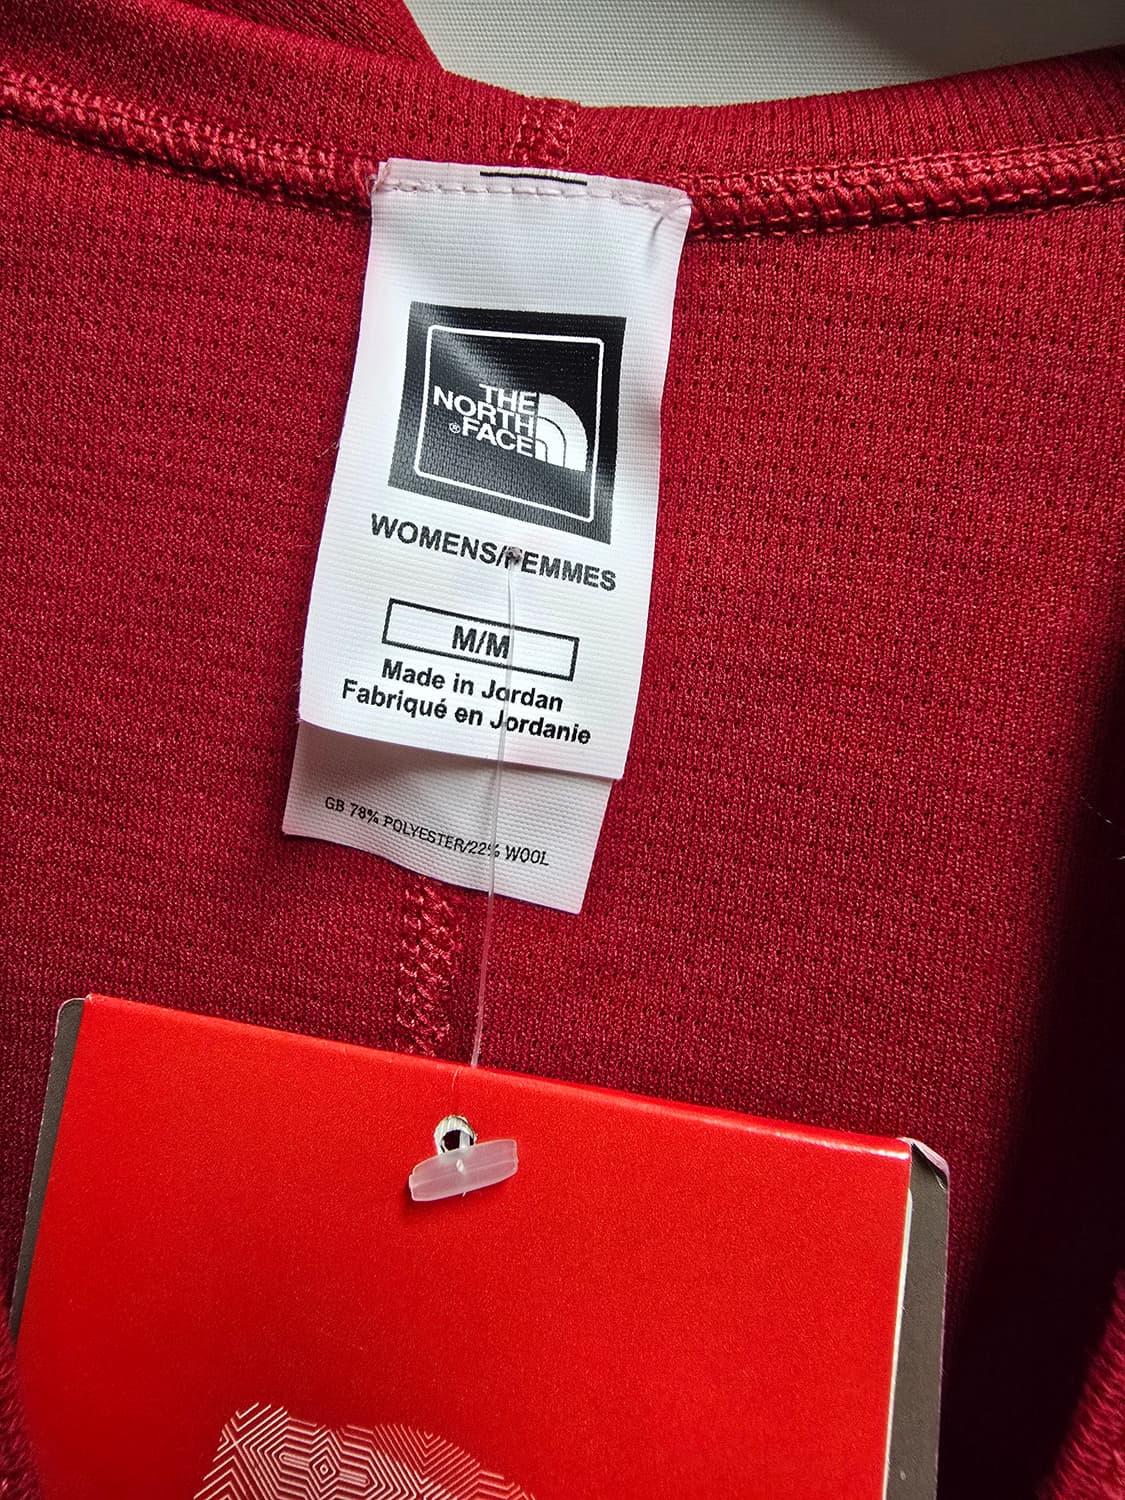 THE
NORTH
®FACE
WOMENS/FEMMES
M/M
Made in Jordan
Fabriqué en Jordanie
GB 78% POLYESTER/22% WOOL